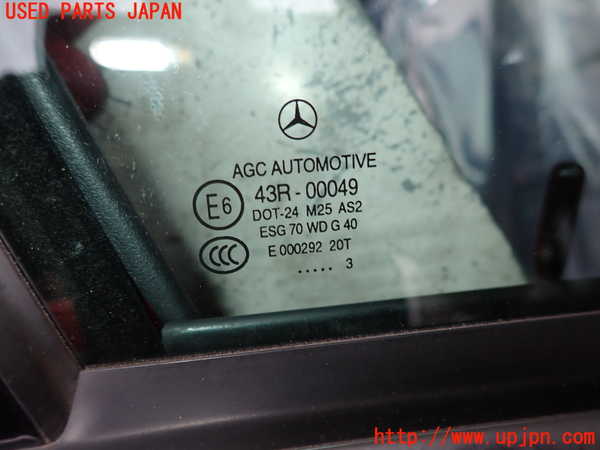 USED PARTS JAPAN
AGC AUTOMOTIVE
E6
43R - 00049
DOT-24 M25 AS2
ESG 70 WD G 40
CCC
E 000292 20T
..... 3
http://www.upjpn.com/